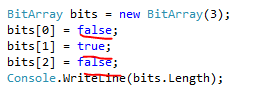 BitArray bits = new BitArray(3);
bits[0] = false;
bits[1] = true;
bits[2] = false;
Console.WriteLine(bits.Length);